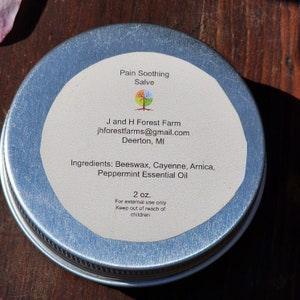 Pain Soothing
Salve
J and H Forest Farm
jhforestfarms@gmail.com
Deerton, MI
Ingredients: Beeswax, Cayenne, Arnica,
Peppermint Essential Oil
2 oz.
For external use only
Keep out of reach of
children